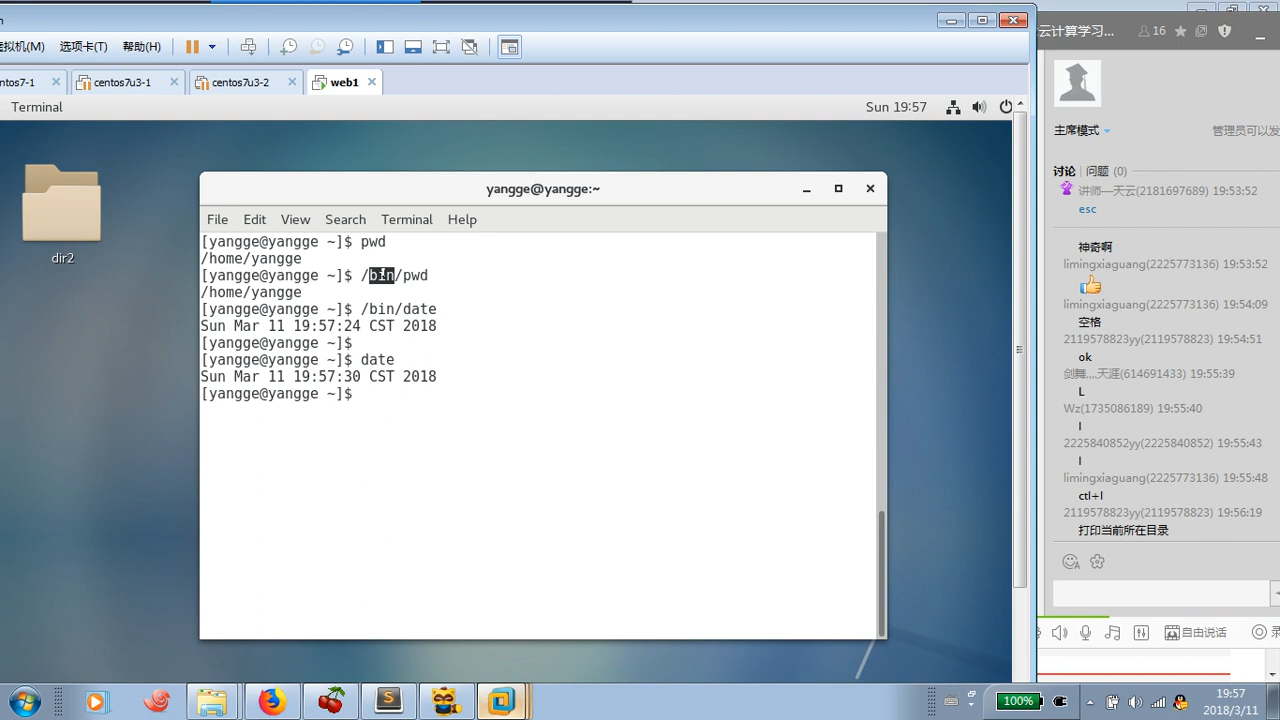 拟机(M) 选项卡(T) 帮助(H)
ntos7-1 centos7u3-1 centos7u3-2 web1
Terminal Sun 19:57
dir2
yangge@yangge:~
File Edit View Search Terminal Help
[yangge@yangge ~]$ pwd
/home/yangge
[yangge@yangge ~]$ /bin/pwd
/home/yangge
[yangge@yangge ~]$ /bin/date
Sun Mar 11 19:57:24 CST 2018
[yangge@yangge ~]$
[yangge@yangge ~]$ date
Sun Mar 11 19:57:30 CST 2018
[yangge@yangge ~]$
云计算学习... 16
主席模式 管理员可以发
讨论 | 问题 (0)
讲师—天云(2181697689) 19:53:52
esc
神奇啊
limingxiaguang(2225773136) 19:53:52
limingxiaguang(2225773136) 19:54:09
空格
2119578823yy(2119578823) 19:54:51
ok
剑舞....天涯(614691433) 19:55:39
L
Wz(1735086189) 19:55:40
l
2225840852yy(2225840852) 19:55:43
l
limingxiaguang(2225773136) 19:55:48
ctl+l
2119578823yy(2119578823) 19:56:19
打印当前所在目录
自由说话 录
100% 19:57
2018/3/11